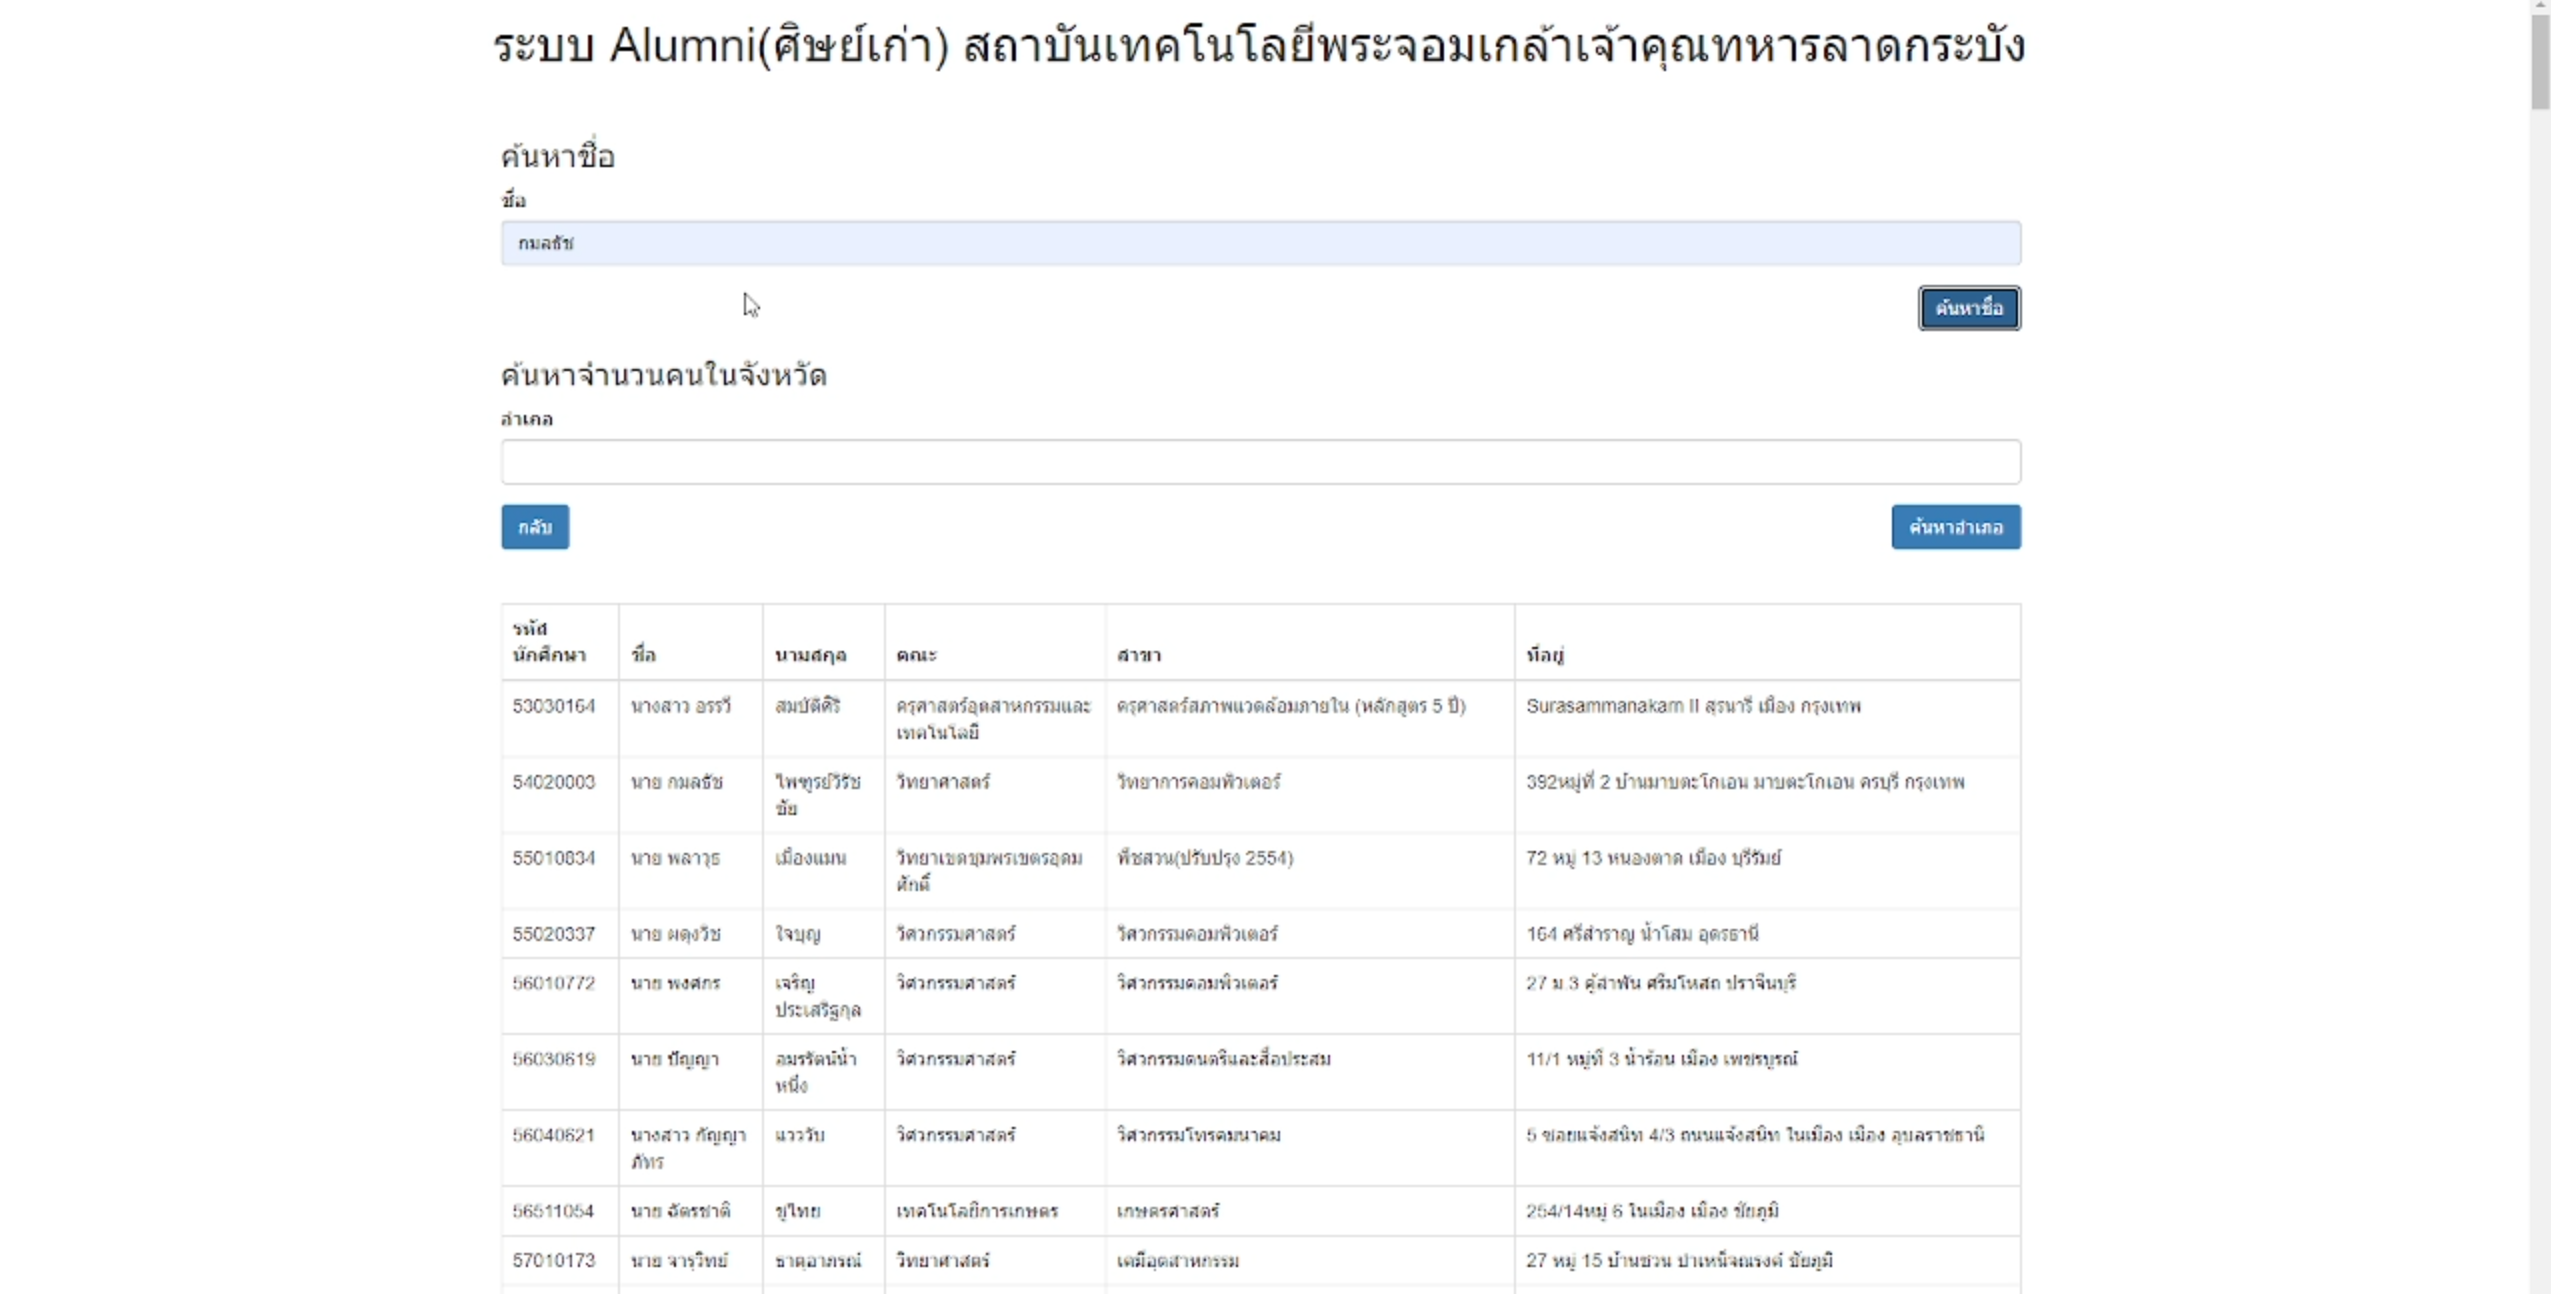 ระบบ Alumni(ศิษย์เก่า) สถาบันเทคโนโลยีพระจอมเกล้าเจ้าคุณทหารลาดกระบัง
ค้นหาชื่อ
ชื่อ
กมลธัช
ค้นหาชื่อ
ค้นหาจำนวนคนในจังหวัด
อำเภอ
กลับ ค้นหาอำเภอ
รหัส
นักศึกษา ชื่อ นามสกุล คณะ สาขา ที่อยู่
53030164 นางสาว อรรวี สมบัติศิริ ครุศาสตร์อุตสาหกรรมและ ครุศาสตร์สภาพแวดล้อมภายใน (หลักสูตร 5 ปี) Surasammanakarn II สุรนารี เมือง กรุงเทพ
เทคโนโลยี
54020003 นาย กมลธัช ไพฑูรย์วิรัช วิทยาศาสตร์ วิทยาการคอมพิวเตอร์ 392หมู่ที่ 2 บ้านมาบตะโกเอน มาบตะโกเอน ครบุรี กรุงเทพ
ชัย
55010834 นาย พลาวุธ เมืองแมน วิทยาเขตชุมพรเขตรอุดม พืชสวน(ปรับปรุง 2554) 72 หมู่ 13 หนองตาด เมือง บุรีรัมย์
ศักดิ์
55020337 นาย ผดุงวิช ใจบุญ วิศวกรรมศาสตร์ วิศวกรรมคอมพิวเตอร์ 164 ศรีสำราญ น้ำโสม อุดรธานี
56010772 นาย พงศกร เจริญ วิศวกรรมศาสตร์ วิศวกรรมคอมพิวเตอร์ 27 ม.3 คู้ลำพัน ศรีมโหสถ ปราจีนบุรี
ประเสริฐกุล
56030619 นาย ปัญญา อมรรัตน์น้ำ วิศวกรรมศาสตร์ วิศวกรรมดนตรีและสื่อประสม 11/1 หมู่ที่ 3 น้ำร้อน เมือง เพชรบูรณ์
หนึ่ง
56040621 นางสาว กัญญา แวววับ วิศวกรรมศาสตร์ วิศวกรรมโทรคมนาคม 5 ซอยแจ้งสนิท 4/3 ถนนแจ้งสนิท ในเมือง เมือง อุบลราชธานี
ภัทร
56511054 นาย ฉัตรชาติ ชูไทย เทคโนโลยีการเกษตร เกษตรศาสตร์ 254/14หมู่ 6 ในเมือง เมือง ชัยภูมิ
57010173 นาย จารุวิทย์ ธาตุอาภรณ์ วิทยาศาสตร์ เคมีอุตสาหกรรม 27 หมู่ 15 บ้านชวน บำเหน็จณรงค์ ชัยภูมิ